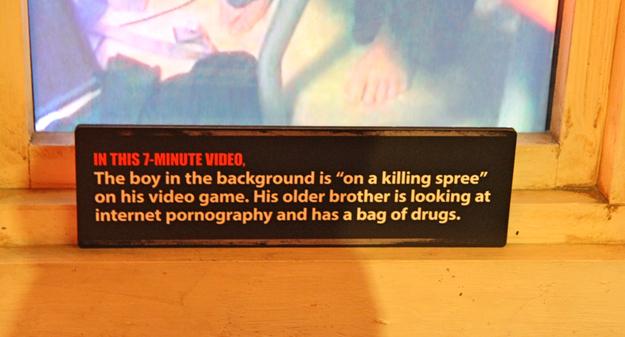 IN THIS 7-MINUTE VIDEO,
The boy in the background is “on a killing spree”
on his video game. His older brother is looking at
internet pornography and has a bag of drugs.